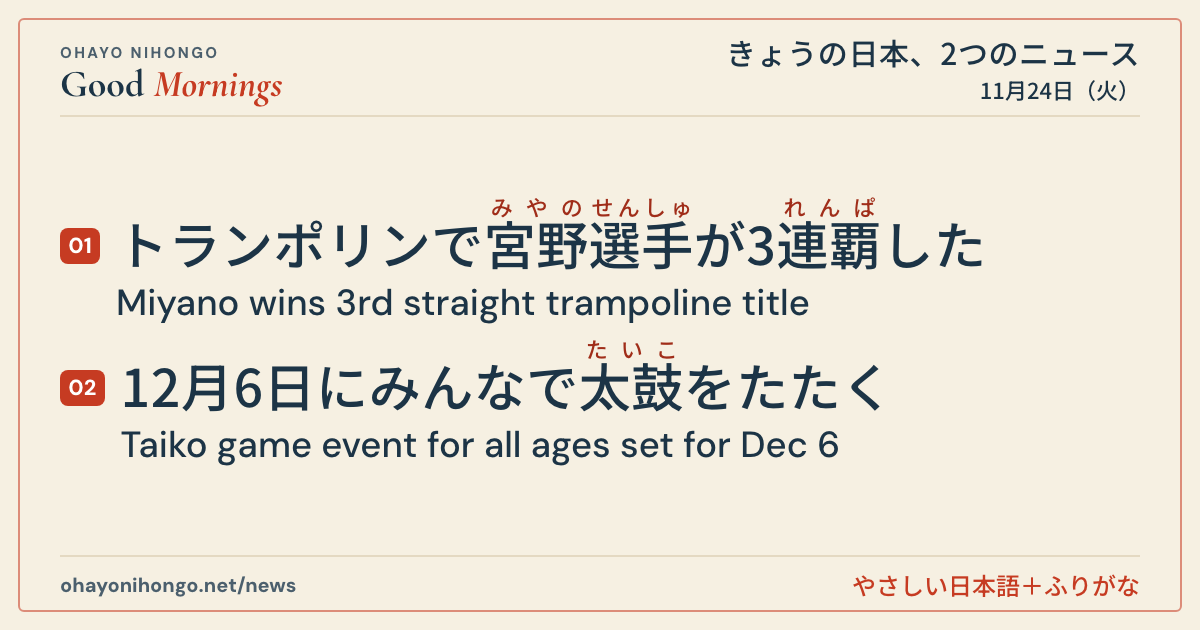 OHAYO NIHONGO
Good Mornings
きょうの日本、2つのニュース
11月24日（火）
みやのせんしゅ れんぱ
01 トランポリンで宮野選手が3連覇した
Miyano wins 3rd straight trampoline title
たいこ
02 12月6日にみんなで太鼓をたたく
Taiko game event for all ages set for Dec 6
ohayonihongo.net/news
やさしい日本語＋ふりがな